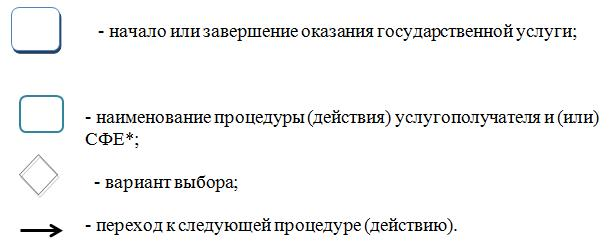 - начало или завершение оказания государственной услуги;
- наименование процедуры (действия) услугополучателя и (или)
СФЕ*;
- вариант выбора;
- переход к следующей процедуре (действию).